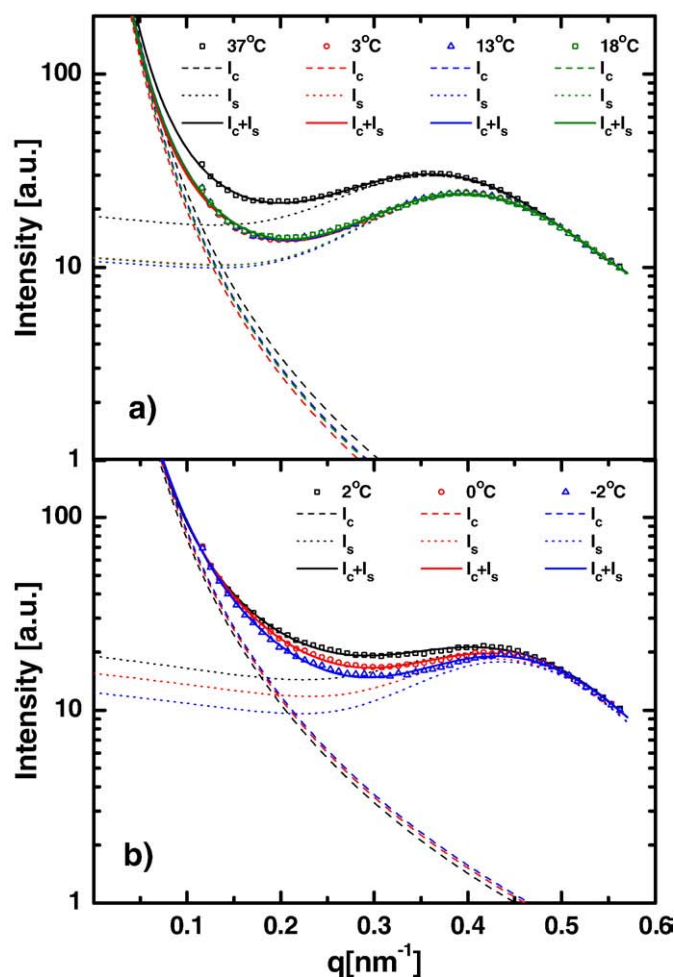 37°C 3°C 13°C 18°C
I_c I_c I_c I_c
I_s I_s I_s I_s
I_c+I_s I_c+I_s I_c+I_s I_c+I_s
100
10
1
Intensity [a.u.]
a)
2°C 0°C -2°C
I_c I_c I_c
I_s I_s I_s
I_c+I_s I_c+I_s I_c+I_s
100
10
1
Intensity [a.u.]
b)
0.1 0.2 0.3 0.4 0.5 0.6
q[nm⁻¹]